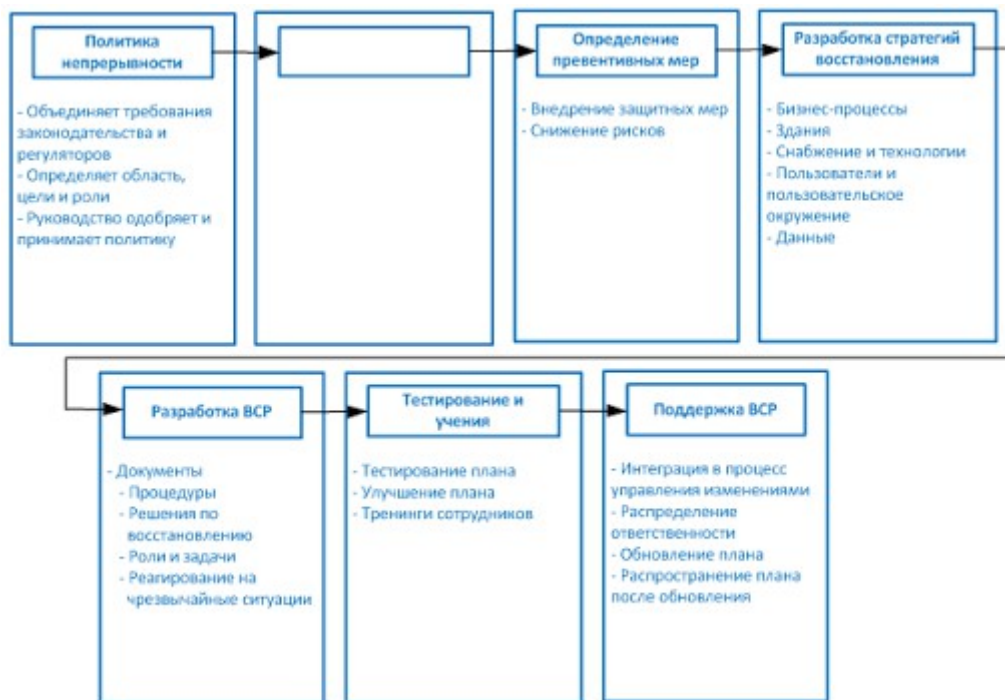 Политика
непрерывности
- Объединяет требования
законодательства и
регуляторов
- Определяет область,
цели и роли
- Руководство одобряет и
принимает политику
Определение
превентивных мер
- Внедрение защитных мер
- Снижение рисков
Разработка стратегий
восстановления
- Бизнес-процессы
- Здания
- Снабжение и технологии
- Пользователи и
пользовательское
окружение
- Данные
Разработка BCP
- Документы
- Процедуры
- Решения по
восстановлению
- Роли и задачи
- Реагирование на
чрезвычайные ситуации
Тестирование и
учения
- Тестирование плана
- Улучшение плана
- Тренинги сотрудников
Поддержка BCP
- Интеграция в процесс
управления изменениями
- Распределение
ответственности
- Обновление плана
- Распространение плана
после обновления